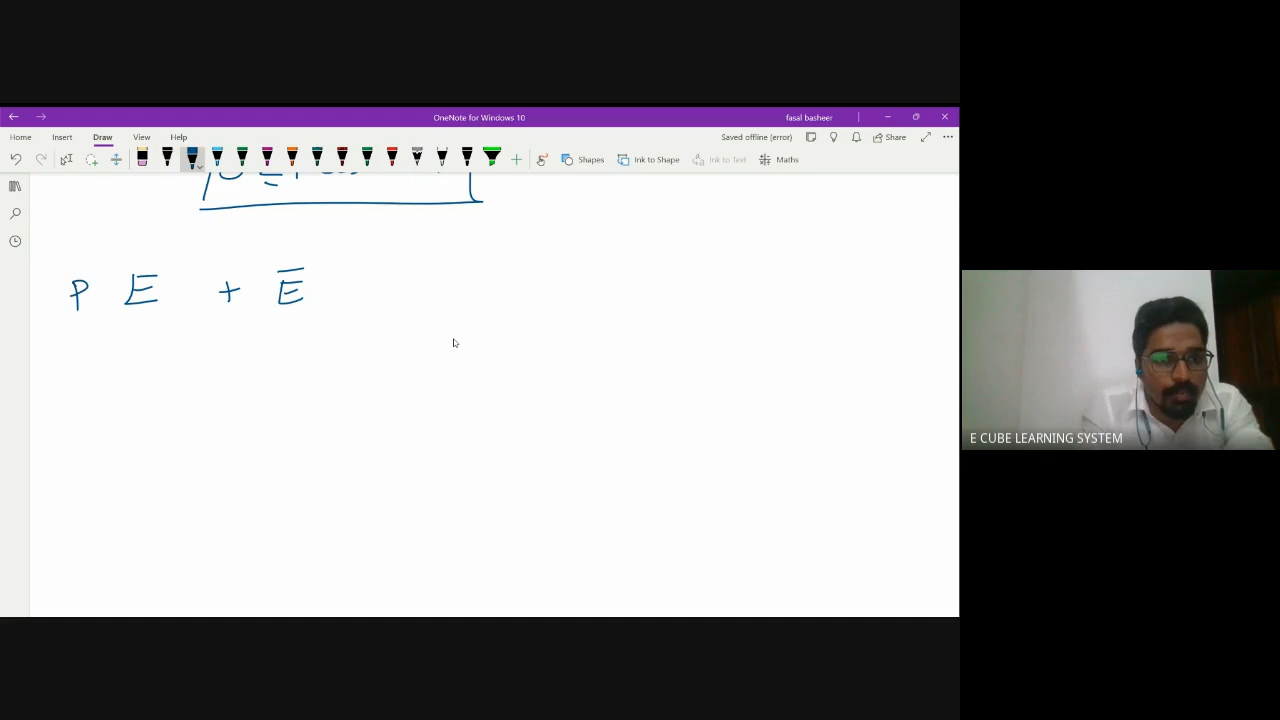 OneNote for Windows 10
fasal basheer
Home Insert Draw View Help
Saved offline (error) Share
Shapes Ink to Shape Ink to Text Maths
P E + E̅
E CUBE LEARNING SYSTEM